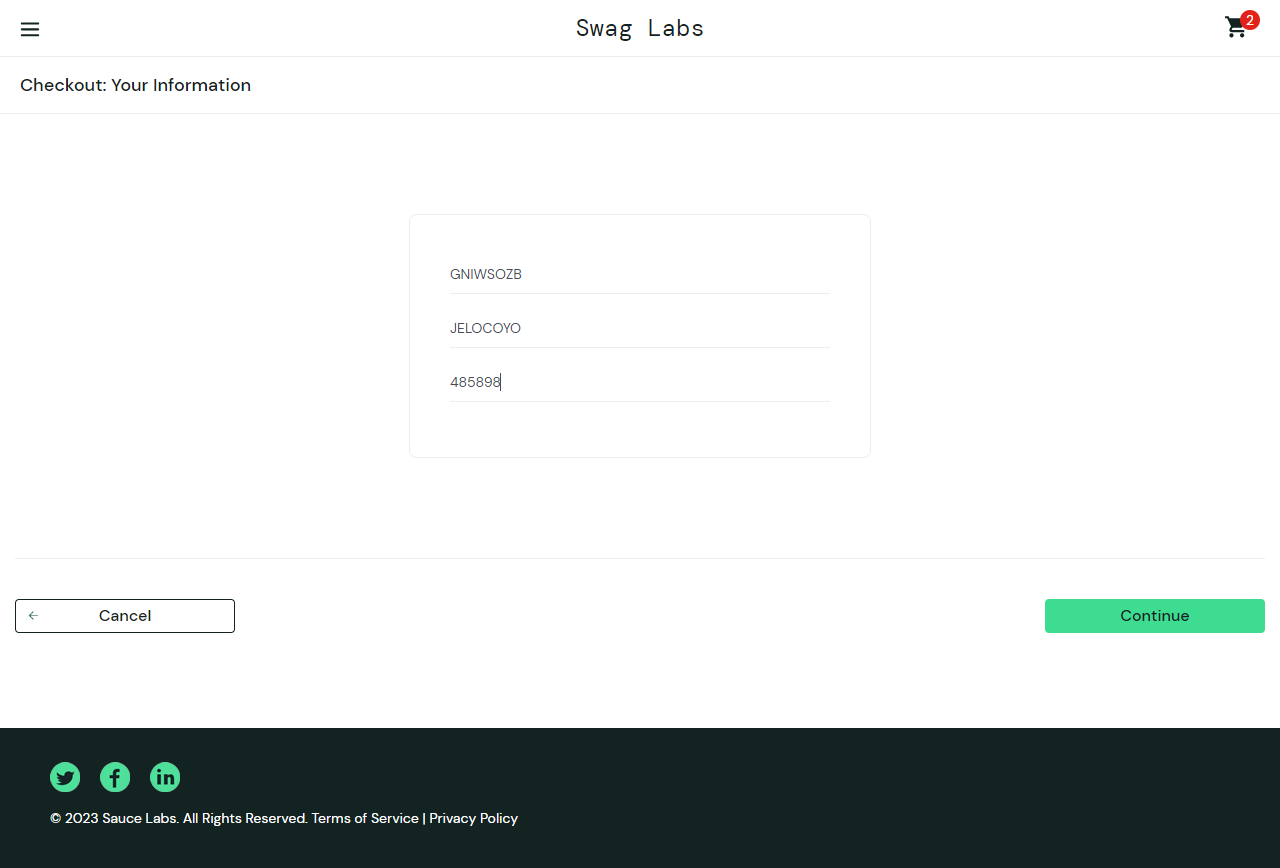 Swag Labs
2
Checkout: Your Information
GNIWSOZB
JELOCOYO
485898
Cancel
Continue
© 2023 Sauce Labs. All Rights Reserved. Terms of Service | Privacy Policy